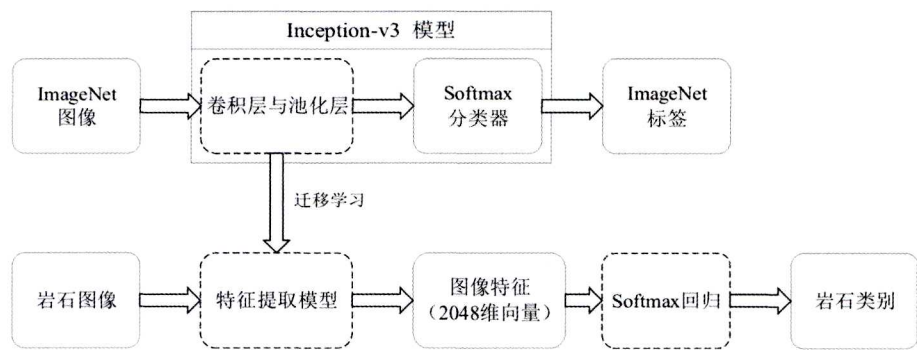 Inception-v3 模型
ImageNet
图像
卷积层与池化层
Softmax
分类器
ImageNet
标签
迁移学习
岩石图像
特征提取模型
图像特征
（2048维向量）
Softmax回归
岩石类别